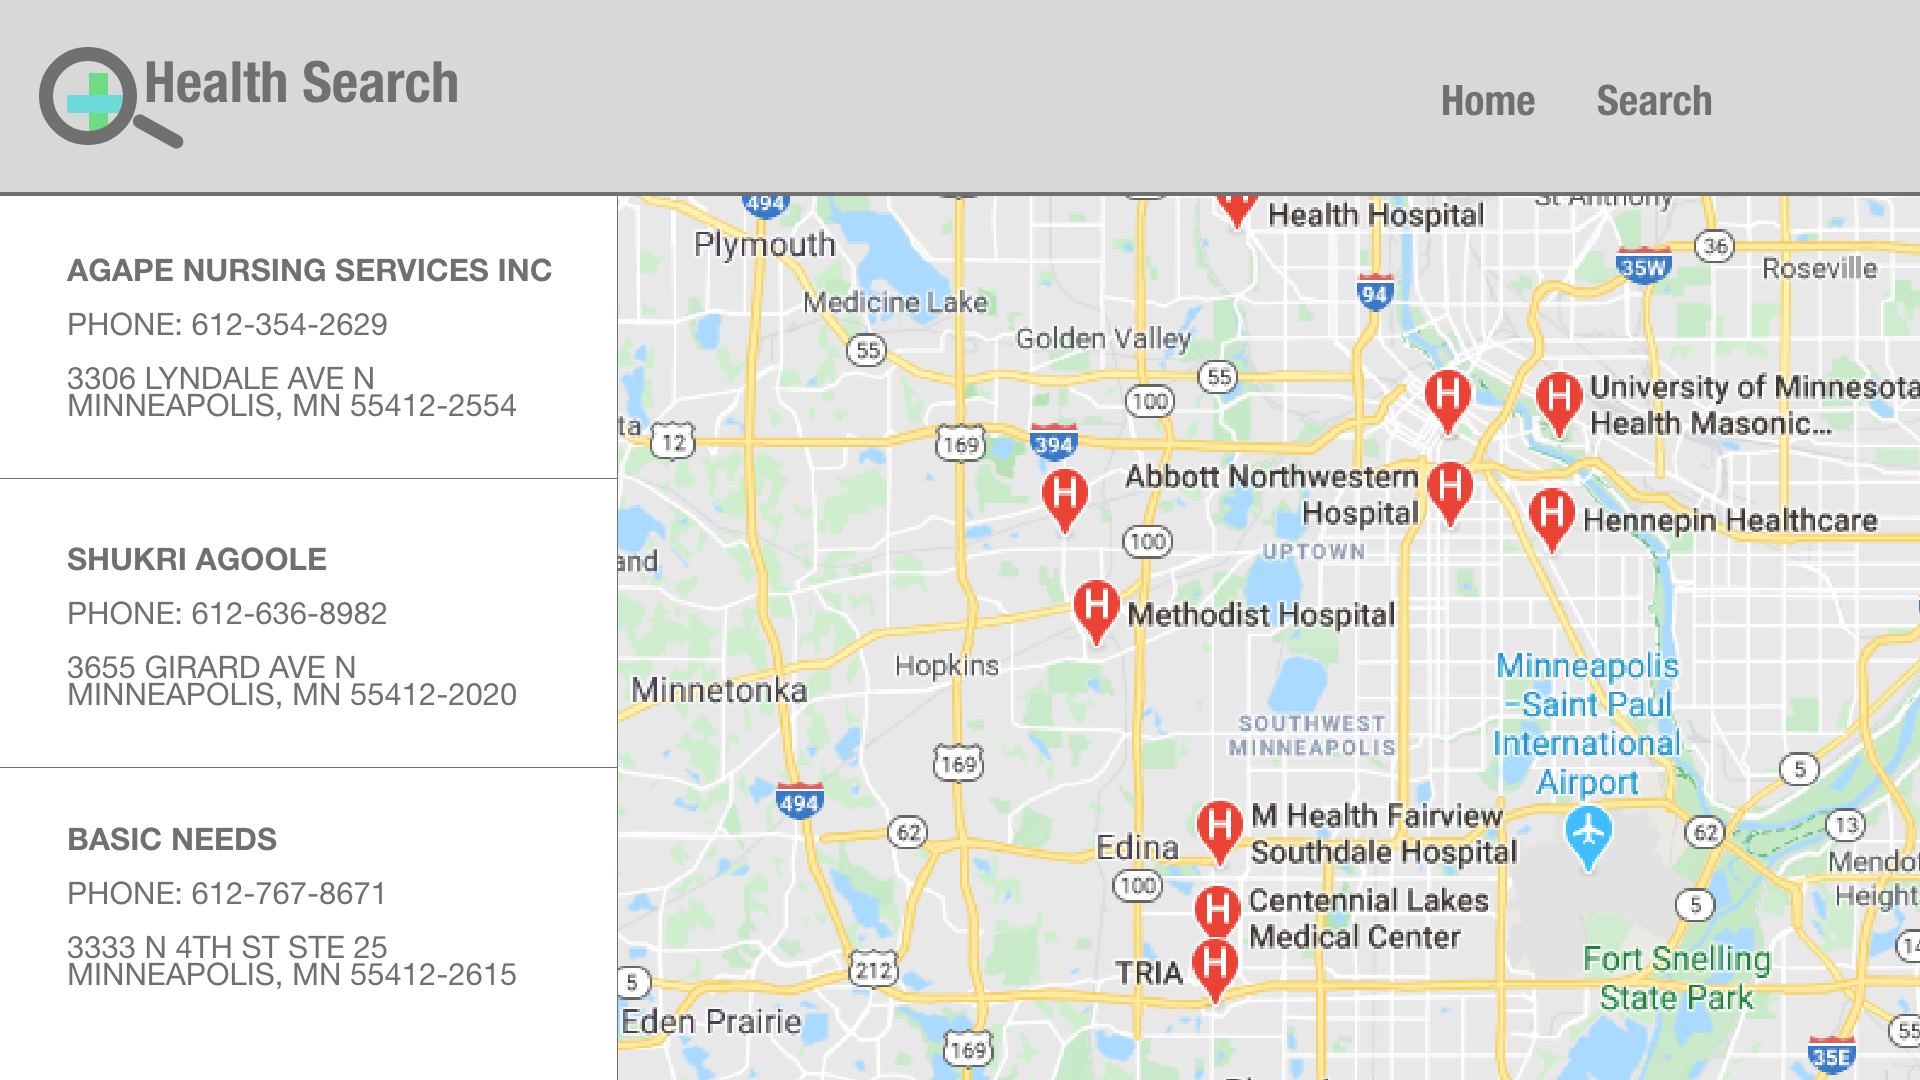 Health Search
Home
Search
AGAPE NURSING SERVICES INC
PHONE: 612-354-2629
3306 LYNDALE AVE N
MINNEAPOLIS, MN 55412-2554
SHUKRI AGOOLE
PHONE: 612-636-8982
3655 GIRARD AVE N
MINNEAPOLIS, MN 55412-2020
BASIC NEEDS
PHONE: 612-767-8671
3333 N 4TH ST STE 25
MINNEAPOLIS, MN 55412-2615
494
Health Hospital
St Anthony
Plymouth
36
35W
Roseville
Medicine Lake
94
Golden Valley
55
55
100
H
H
University of Minnesota
Health Masonic...
ta
12
169
394
H
Abbott Northwestern
Hospital
H
H
Hennepin Healthcare
100
UPTOWN
and
H
Methodist Hospital
Hopkins
Minnetonka
Minneapolis
–Saint Paul
International
Airport
SOUTHWEST
MINNEAPOLIS
169
5
494
62
H
M Health Fairview
Southdale Hospital
62
13
Edina
100
Mendot
Height
H
Centennial Lakes
Medical Center
5
TRIA
H
212
5
14
Fort Snelling
State Park
Eden Prairie
169
55
35E